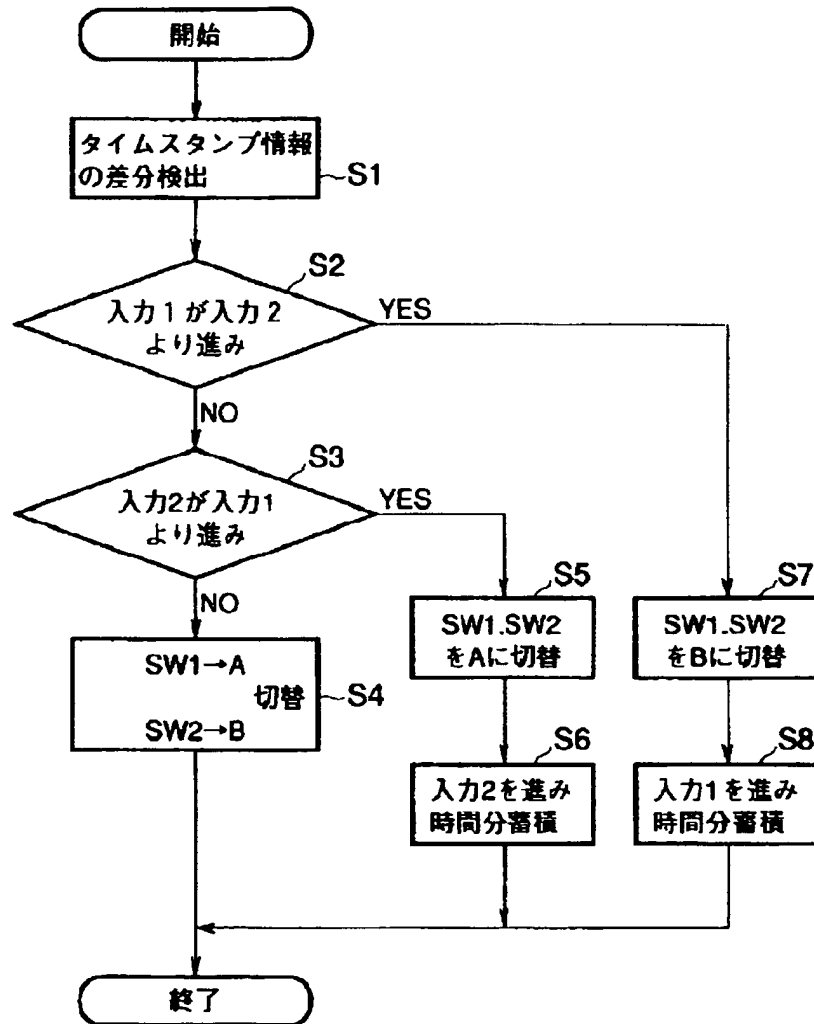 開始
タイムスタンプ情報
の差分検出
S1
S2
入力1が入力2
より進み
YES
NO
S3
入力2が入力1
より進み
YES
NO
SW1→A
切替
SW2→B
S4
S5
SW1.SW2
をAに切替
S6
入力2を進み
時間分蓄積
S7
SW1.SW2
をBに切替
S8
入力1を進み
時間分蓄積
終了